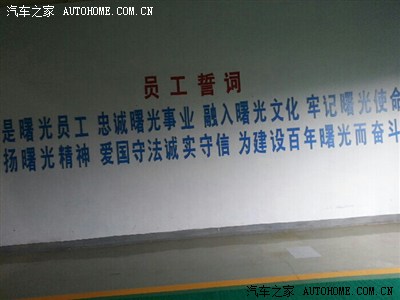 汽车之家 AUTOHOME.COM.CN
员工誓词
是曙光员工 忠诚曙光事业 融入曙光文化 牢记曙光使命
扬曙光精神 爱国守法诚实守信 为建设百年曙光而奋斗
汽车之家 AUTOHOME.COM.CN